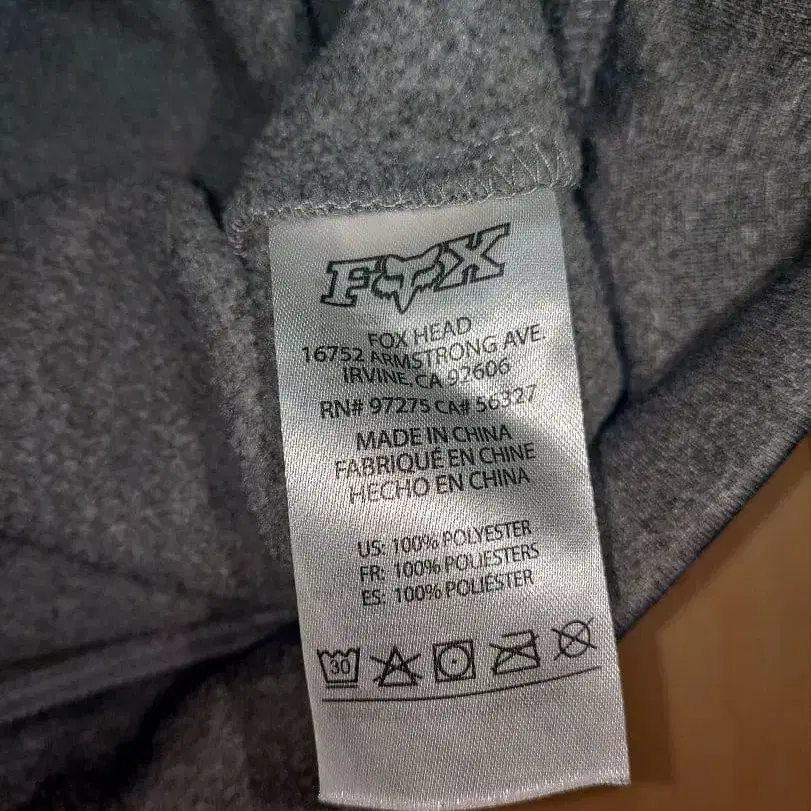 FOX
FOX HEAD
16752 ARMSTRONG AVE.
IRVINE, CA 92606
RN# 97275 CA# 56327
MADE IN CHINA
FABRIQUÉ EN CHINE
HECHO EN CHINA
US: 100% POLYESTER
FR: 100% POLIESTERS
ES: 100% POLIÉSTER
30